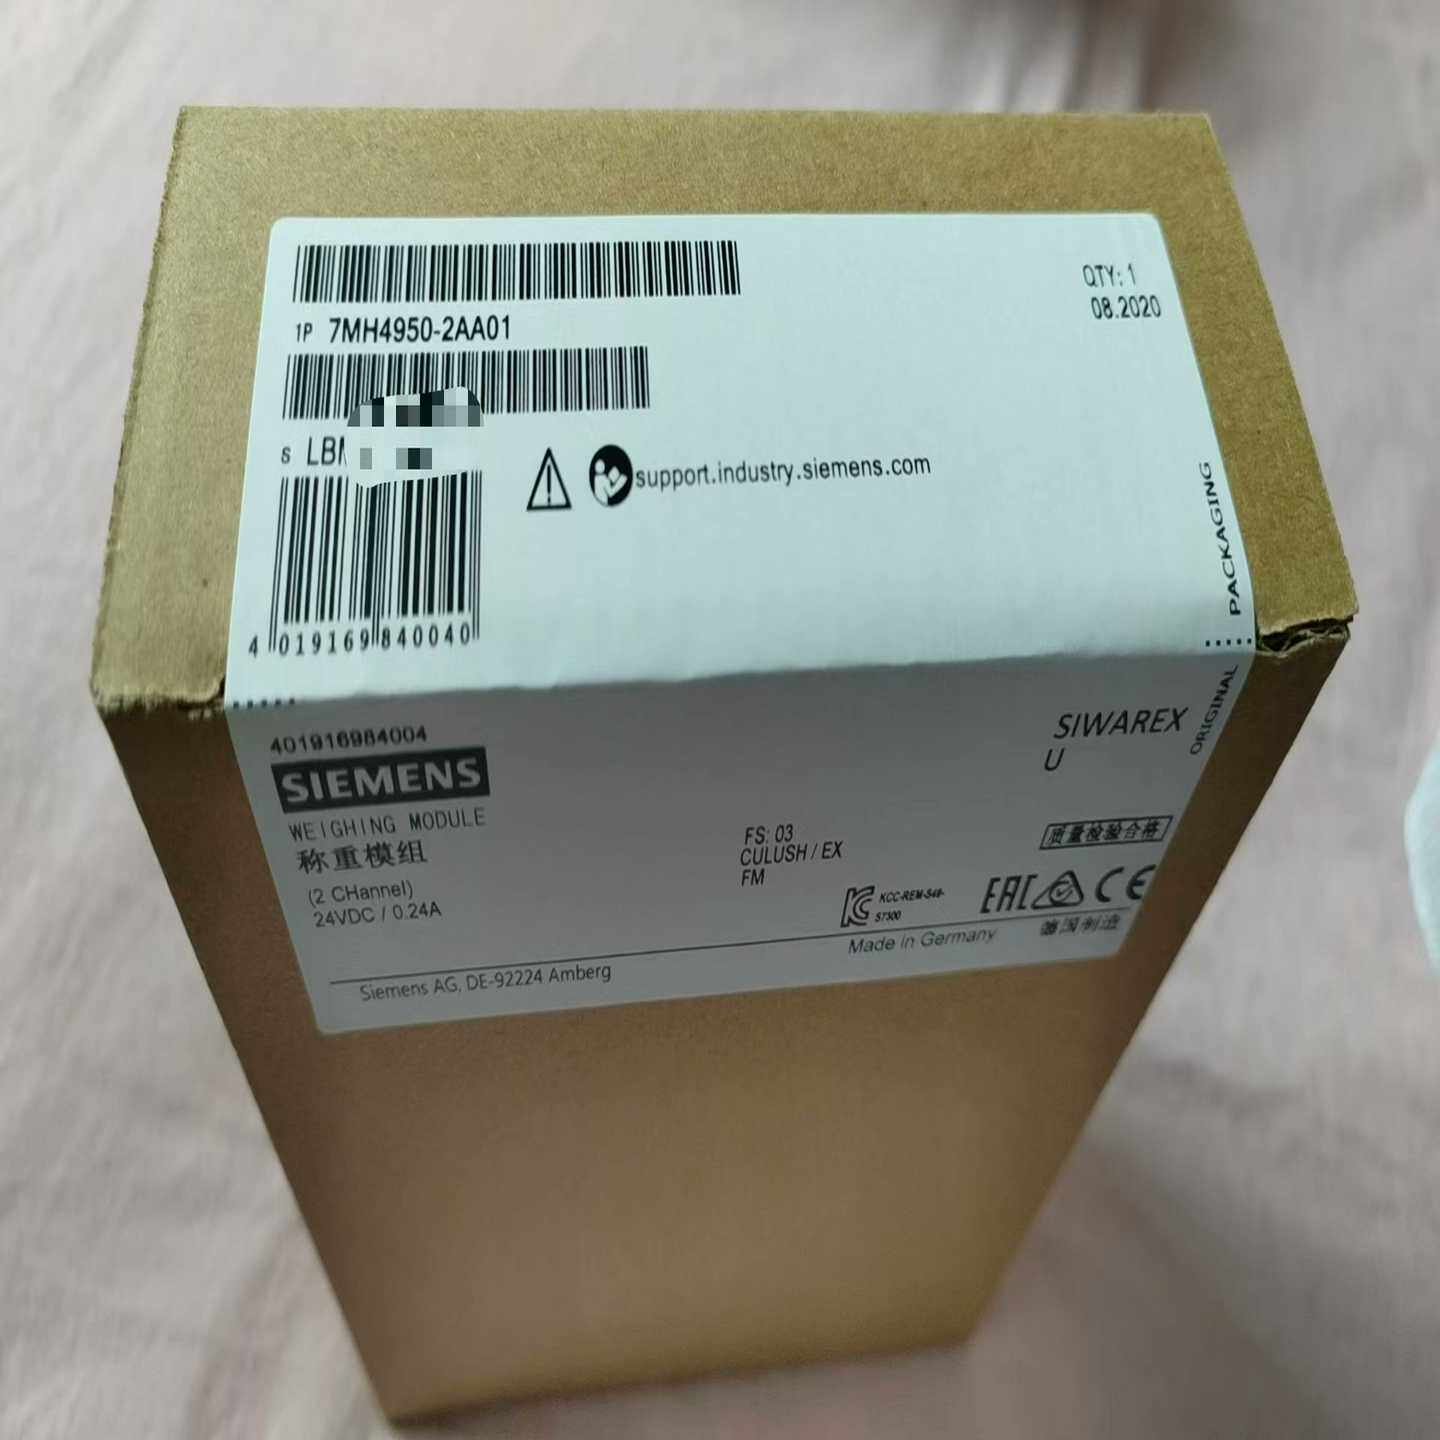 1P 7MH4950-2AA01
QTY: 1
08.2020
S LB
support.industry.siemens.com
4 019169 840040
ORIGINAL PACKAGING
401916984004
SIEMENS
SIWAREX
U
WEIGHING MODULE
称重模组
(2 CHannel)
24VDC / 0.24A
FS: 03
CULUSH / EX
FM
质量检验合格
KCC-REM-S49-
S7300
EAC CE
Made in Germany 德国制造
Siemens AG, DE-92224 Amberg